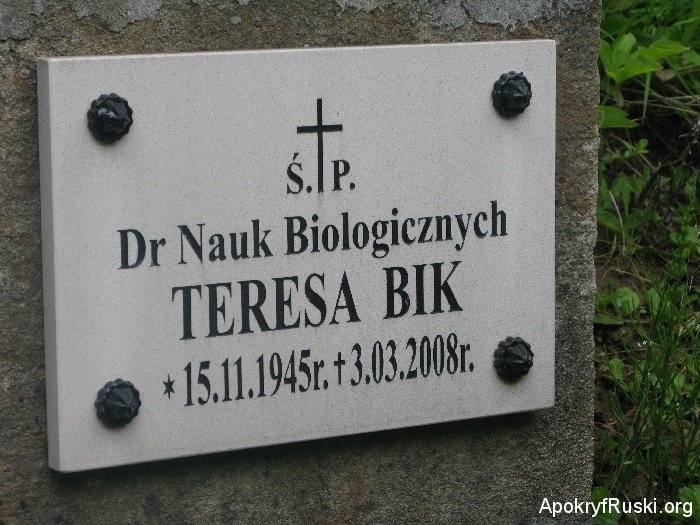 Ś.P.
Dr Nauk Biologicznych
TERESA BIK
*15.11.1945r.†3.03.2008r.
ApokryfRuski.org